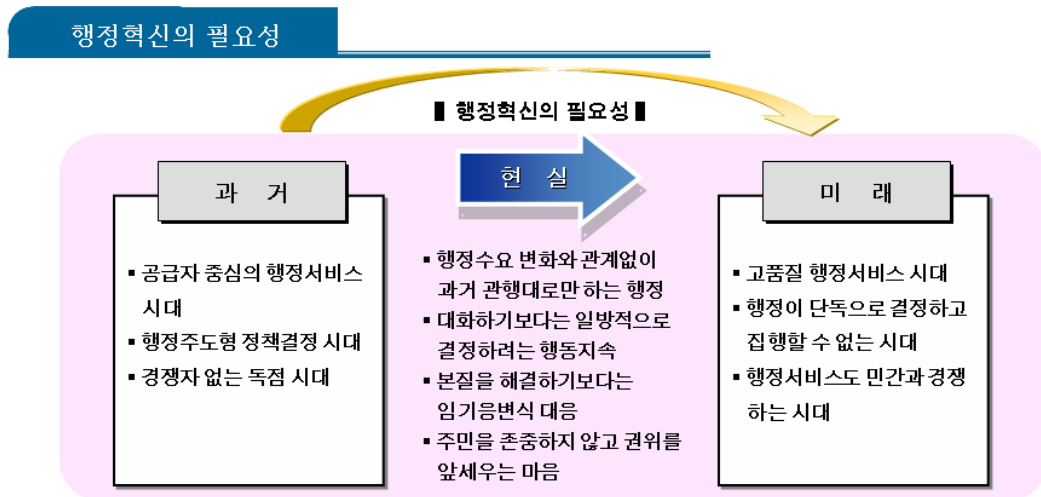 행정혁신의 필요성
▌행정혁신의 필요성▐
과 거
▪ 공급자 중심의 행정서비스
시대
▪ 행정주도형 정책결정 시대
▪ 경쟁자 없는 독점 시대
현 실
▪ 행정수요 변화와 관계없이
과거 관행대로만 하는 행정
▪ 대화하기보다는 일방적으로
결정하려는 행동지속
▪ 본질을 해결하기보다는
임기응변식 대응
▪ 주민을 존중하지 않고 권위를
앞세우는 마음
미 래
▪ 고품질 행정서비스 시대
▪ 행정이 단독으로 결정하고
집행할 수 없는 시대
▪ 행정서비스도 민간과 경쟁
하는 시대